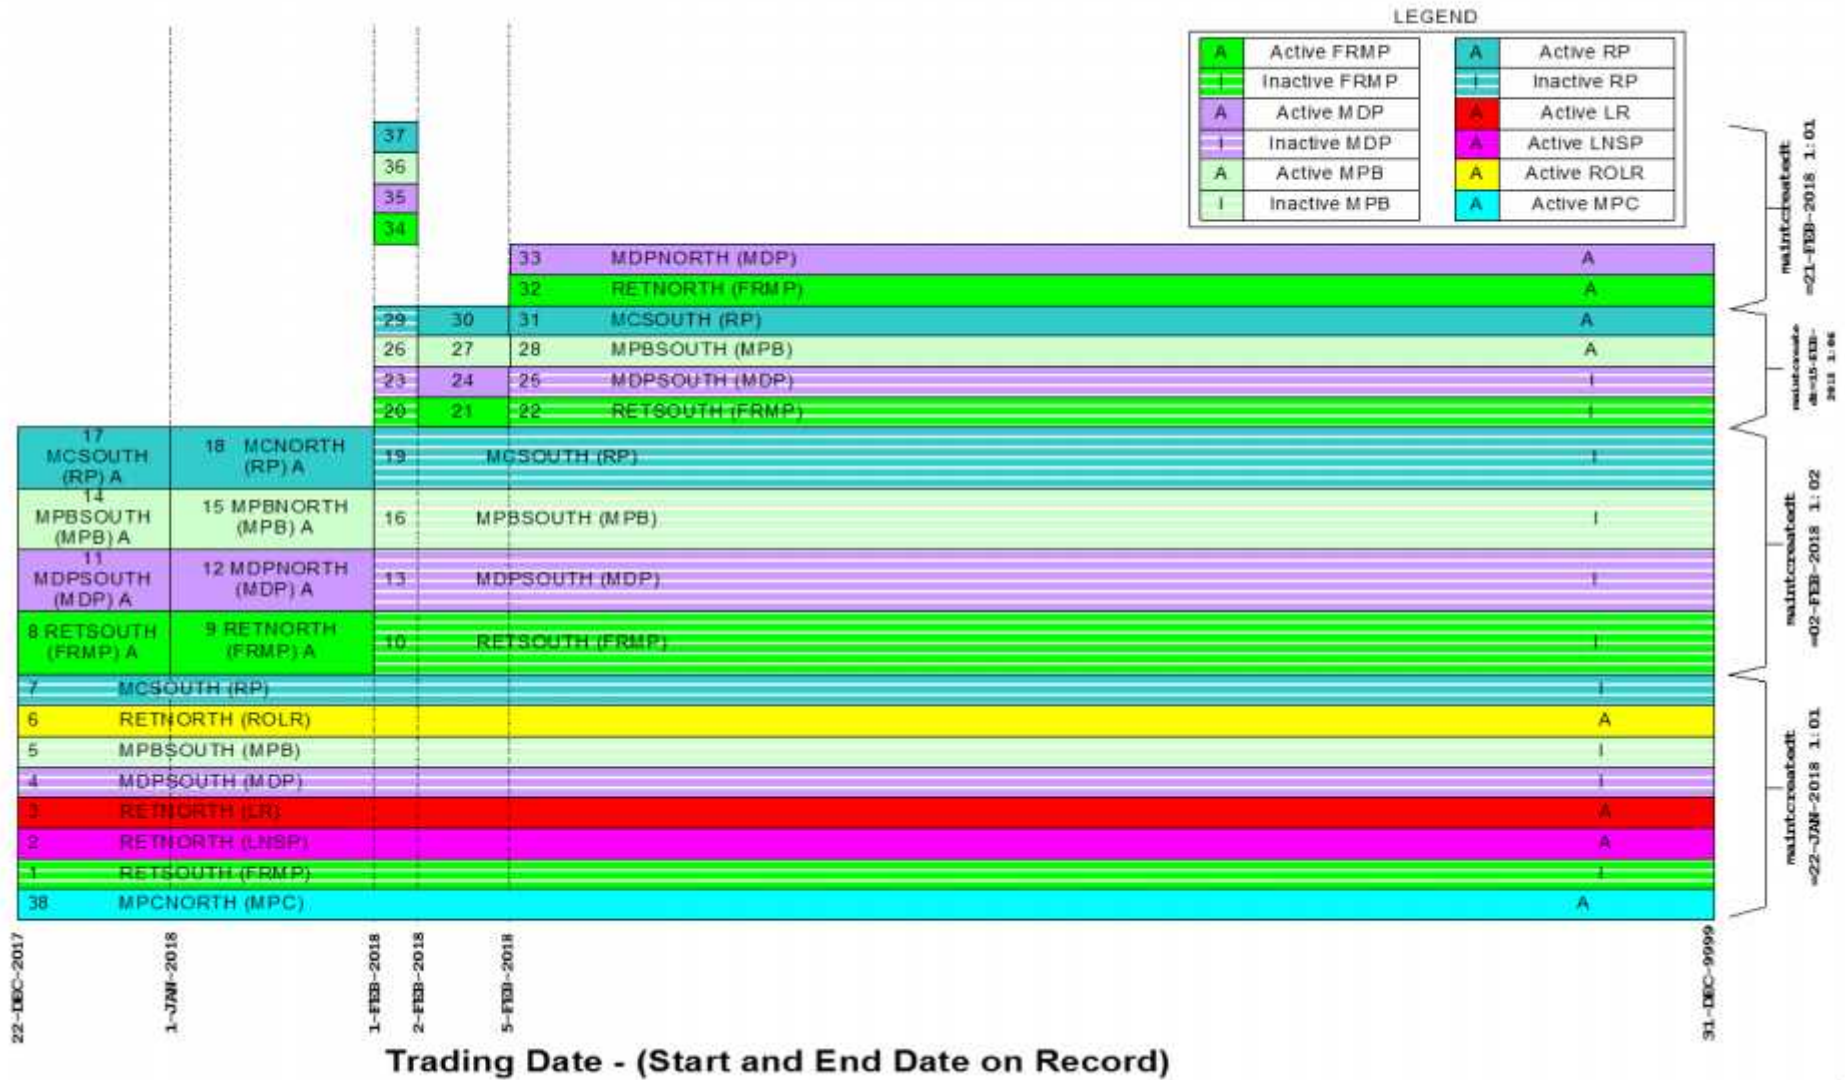 LEGEND
A Active FRMP A Active RP
I Inactive FRMP I Inactive RP
A Active MDP A Active LR
I Inactive MDP A Active LNSP
A Active MPB A Active ROLR
I Inactive MPB A Active MPC
37
36
35
34
33 MDPNORTH (MDP) A
32 RETNORTH (FRMP) A
29 30 31 MCSOUTH (RP) A
26 27 28 MPBSOUTH (MPB) A
23 24 25 MDPSOUTH (MDP) I
20 21 22 RETSOUTH (FRMP) I
17
MCSOUTH
(RP) A
18 MCNORTH
(RP) A
19 MCSOUTH (RP) I
14
MPBSOUTH
(MPB) A
15 MPBNORTH
(MPB) A
16 MPBSOUTH (MPB) I
11
MDPSOUTH
(MDP) A
12 MDPNORTH
(MDP) A
13 MDPSOUTH (MDP) I
8 RETSOUTH
(FRMP) A
9 RETNORTH
(FRMP) A
10 RETSOUTH (FRMP) I
7 MCSOUTH (RP) I
6 RETNORTH (ROLR) A
5 MPBSOUTH (MPB) I
4 MDPSOUTH (MDP) I
3 RETNORTH (LR) A
2 RETNORTH (LNSP) A
1 RETSOUTH (FRMP) I
38 MPCNORTH (MPC) A
maintcreatedt
=21-FEB-2018 1:01
maintcreatedt
=02-FEB-2018 1:02
maintcreatedt
=22-JAN-2018 1:01
22-DEC-2017
1-JAN-2018
1-FEB-2018
2-FEB-2018
5-FEB-2018
31-DEC-9999
Trading Date - (Start and End Date on Record)